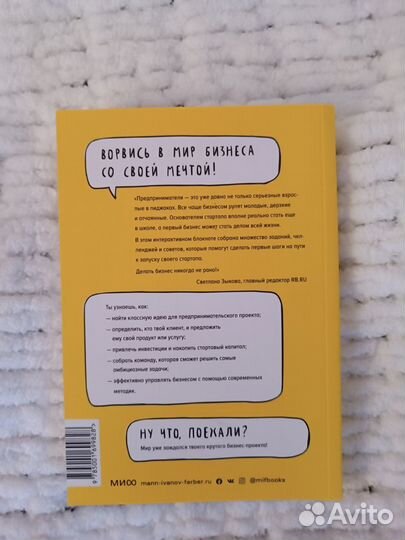 ВОРВИСЬ В МИР БИЗНЕСА
СО СВОЕЙ МЕЧТОЙ!
«Предприниматели — это уже давно не только серьезные взрос-
лые в пиджаках. Все чаще бизнесом рулят молодые, дерзкие
и отчаянные. Основателем стартапа вполне реально стать еще
в школе, а первый бизнес может стать делом всей жизни.
В этом интерактивном блокноте собрано множество заданий, чел-
ленджей и советов, которые помогут сделать первые шаги на пути
к запуску своего стартапа.
Делать бизнес никогда не рано!»
Светлана Зыкова, главный редактор RB.RU
Ты узнаешь, как:
— найти классную идею для предпринимательского проекта;
— определить, кто твой клиент, и предложить
ему свой продукт или услугу;
— привлечь инвестиции и накопить стартовый капитал;
— собрать команду, которая сможет решить самые
амбициозные задачи;
— эффективно управлять бизнесом с помощью современных
методик.
НУ ЧТО, ПОЕХАЛИ?
Мир уже заждался твоего крутого бизнес-проекта!
9 785001 699828 >
МИФ mann-ivanov-ferber.ru @mifbooks
Avito